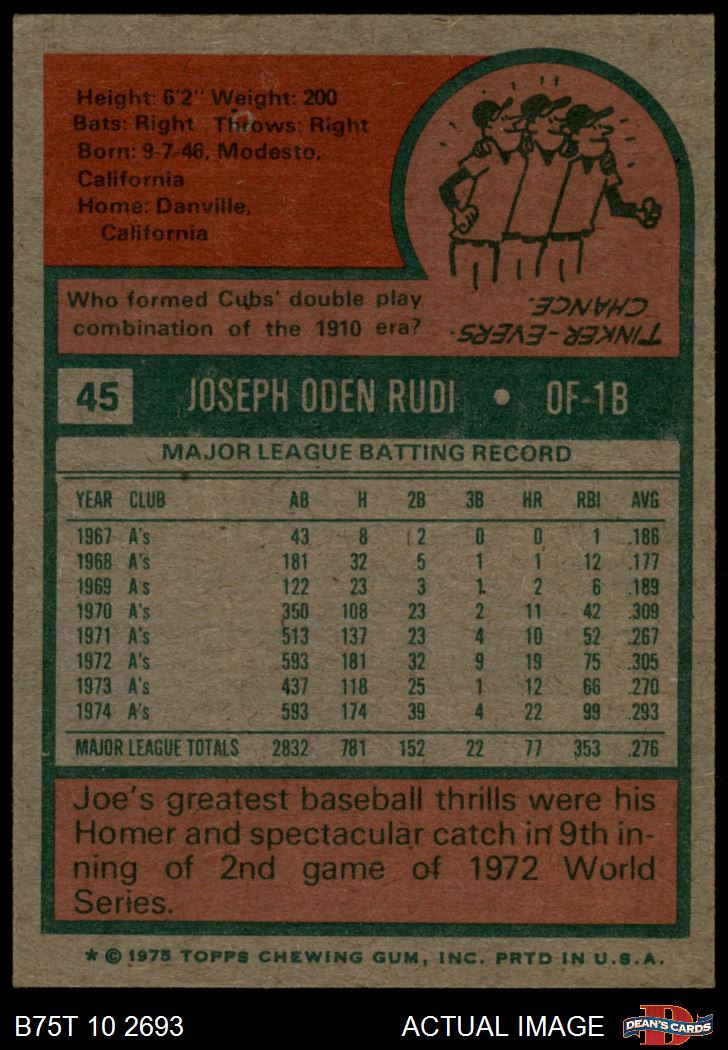 Height: 6'2" Weight: 200
Bats: Right Throws: Right
Born: 9-7-46, Modesto,
California
Home: Danville,
California
Who formed Cubs' double play
combination of the 1910 era?
TINKER-EVERS-
CHANCE.
45 JOSEPH ODEN RUDI • OF-1B
MAJOR LEAGUE BATTING RECORD
YEAR CLUB AB H 2B 3B HR RBI AVG
1967 A's 43 8 2 0 0 1 .186
1968 A's 181 32 5 1 1 12 .177
1969 A's 122 23 3 1 2 6 .189
1970 A's 350 108 23 2 11 42 .309
1971 A's 513 137 23 4 10 52 .267
1972 A's 593 181 32 9 19 75 .305
1973 A's 437 118 25 1 12 66 .270
1974 A's 593 174 39 4 22 99 .293
MAJOR LEAGUE TOTALS 2832 781 152 22 77 353 .276
Joe's greatest baseball thrills were his
Homer and spectacular catch in 9th in-
ning of 2nd game of 1972 World
Series.
* © 1975 TOPPS CHEWING GUM, INC. PRTD IN U.S.A.
B75T 10 2693 ACTUAL IMAGE D DEAN'S CARDS